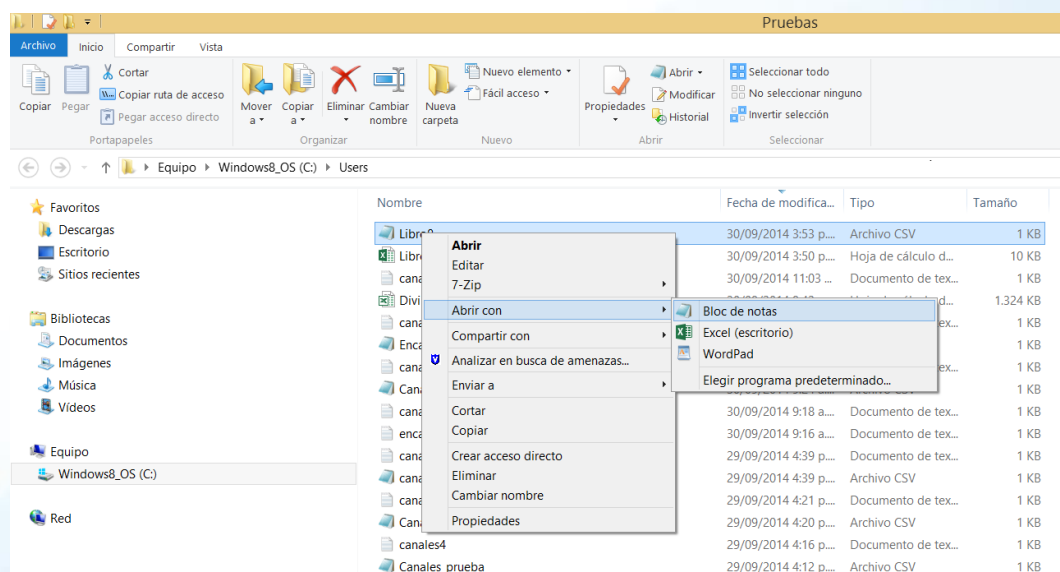 Pruebas
Archivo Inicio Compartir Vista
Copiar
Pegar
Cortar
Copiar ruta de acceso
Pegar acceso directo
Portapapeles
Mover a
Copiar a
Eliminar
Cambiar nombre
Organizar
Nueva carpeta
Nuevo elemento
Fácil acceso
Nuevo
Propiedades
Abrir
Modificar
Historial
Abrir
Seleccionar todo
No seleccionar ninguno
Invertir selección
Seleccionar
Equipo Windows8_OS (C:) Users
Favoritos
Descargas
Escritorio
Sitios recientes
Bibliotecas
Documentos
Imágenes
Música
Vídeos
Equipo
Windows8_OS (C:)
Red
Nombre Fecha de modifica... Tipo Tamaño
30/09/2014 3:53 p.... Archivo CSV 1 KB
30/09/2014 3:50 p.... Hoja de cálculo d... 10 KB
30/09/2014 11:03 ... Documento de tex... 1 KB
1.324 KB
1 KB
1 KB
1 KB
1 KB
30/09/2014 9:18 a.... Documento de tex... 1 KB
30/09/2014 9:16 a.... Documento de tex... 1 KB
29/09/2014 4:39 p.... Documento de tex... 1 KB
29/09/2014 4:39 p.... Archivo CSV 1 KB
29/09/2014 4:21 p.... Documento de tex... 1 KB
29/09/2014 4:20 p.... Archivo CSV 1 KB
canales4 29/09/2014 4:16 p.... Documento de tex... 1 KB
Canales prueba 29/09/2014 4:12 p.... Archivo CSV 1 KB
Abrir
Editar
7-Zip
Abrir con
Compartir con
Analizar en busca de amenazas...
Enviar a
Cortar
Copiar
Crear acceso directo
Eliminar
Cambiar nombre
Propiedades
Bloc de notas
Excel (escritorio)
WordPad
Elegir programa predeterminado...